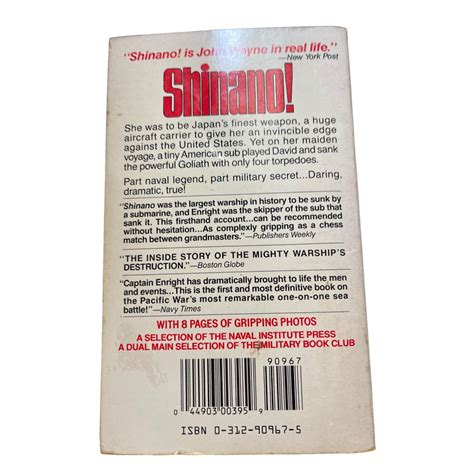 "Shinano! is John Wayne in real life."
—New York Post
Shinano!
She was to be Japan's finest weapon, a huge
aircraft carrier to give her an invincible edge
against the United States. Yet on her maiden
voyage, a tiny American sub played David and sank
the powerful Goliath with only four torpedoes.
Part naval legend, part military secret...Daring,
dramatic, true!
"Shinano was the largest warship in history to be sunk by
a submarine, and Enright was the skipper of the sub that
sank it. This firsthand account...can be recommended
without hesitation...As complexly gripping as a chess
match between grandmasters."—Publishers Weekly
"THE INSIDE STORY OF THE MIGHTY WARSHIP'S
DESTRUCTION."—Boston Globe
"Captain Enright has dramatically brought to life the men
and events...This is the first and most definitive book on
the Pacific War's most remarkable one-on-one sea
battle!"—Navy Times
WITH 8 PAGES OF GRIPPING PHOTOS
A SELECTION OF THE NAVAL INSTITUTE PRESS
A DUAL MAIN SELECTION OF THE MILITARY BOOK CLUB
90967
0 44903 00395 9
ISBN 0-312-90967-5